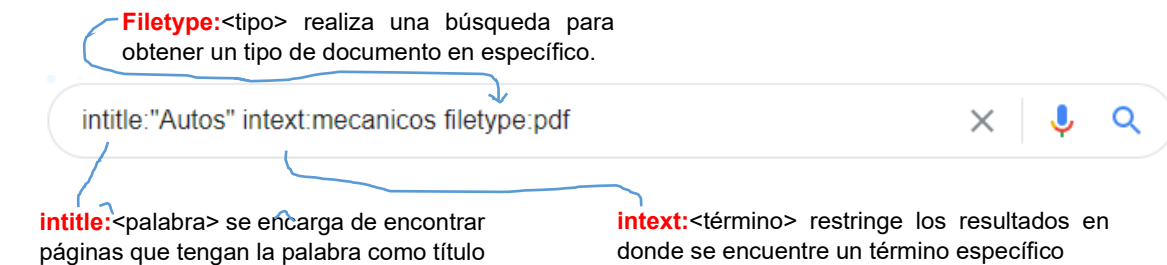 Filetype:<tipo> realiza una búsqueda para
obtener un tipo de documento en específico.
intitle:"Autos" intext:mecanicos filetype:pdf
intitle:<palabra> se encarga de encontrar
páginas que tengan la palabra como título
intext:<término> restringe los resultados en
donde se encuentre un término específico